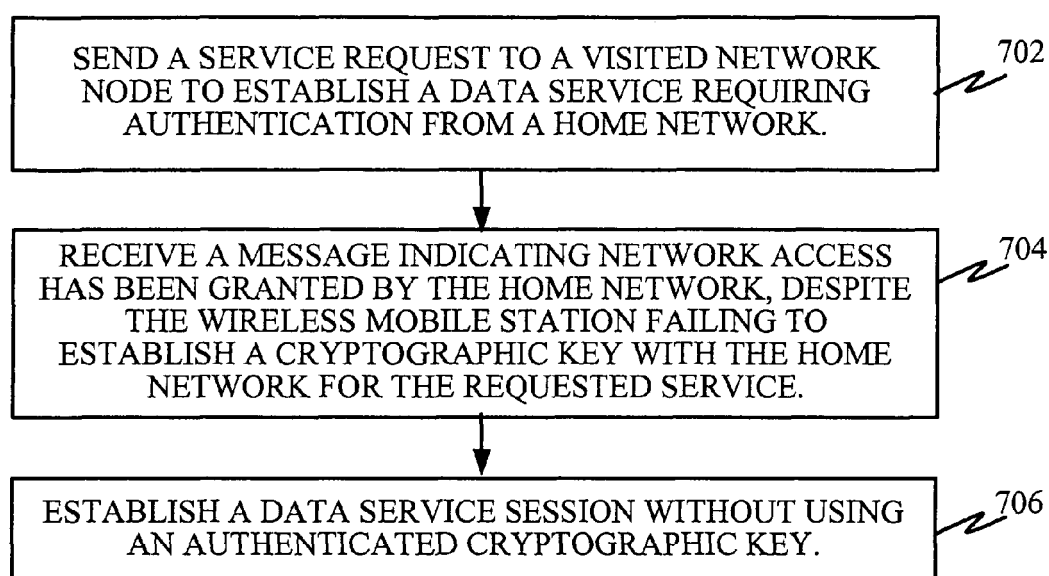 SEND A SERVICE REQUEST TO A VISITED NETWORK
NODE TO ESTABLISH A DATA SERVICE REQUIRING
AUTHENTICATION FROM A HOME NETWORK.
702
RECEIVE A MESSAGE INDICATING NETWORK ACCESS
HAS BEEN GRANTED BY THE HOME NETWORK, DESPITE
THE WIRELESS MOBILE STATION FAILING TO
ESTABLISH A CRYPTOGRAPHIC KEY WITH THE HOME
NETWORK FOR THE REQUESTED SERVICE.
704
ESTABLISH A DATA SERVICE SESSION WITHOUT USING
AN AUTHENTICATED CRYPTOGRAPHIC KEY.
706